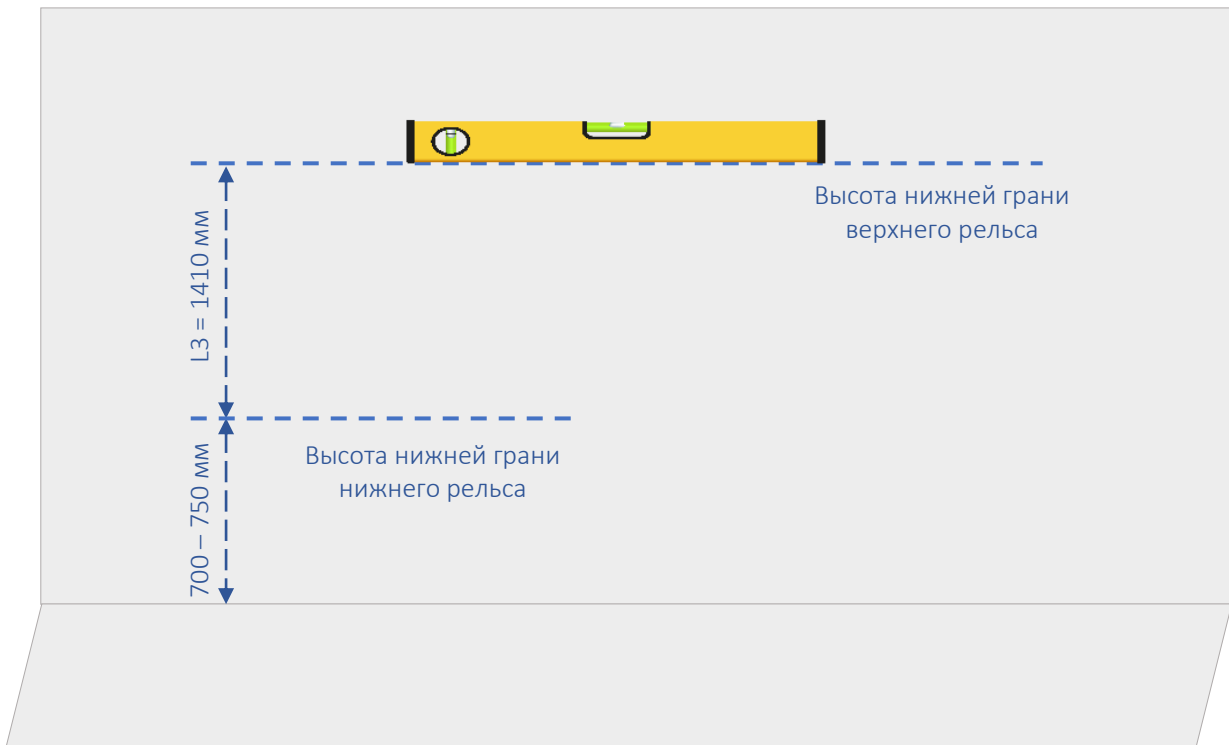 Высота нижней грани
верхнего рельса
L3 = 1410 мм
Высота нижней грани
нижнего рельса
700 – 750 мм